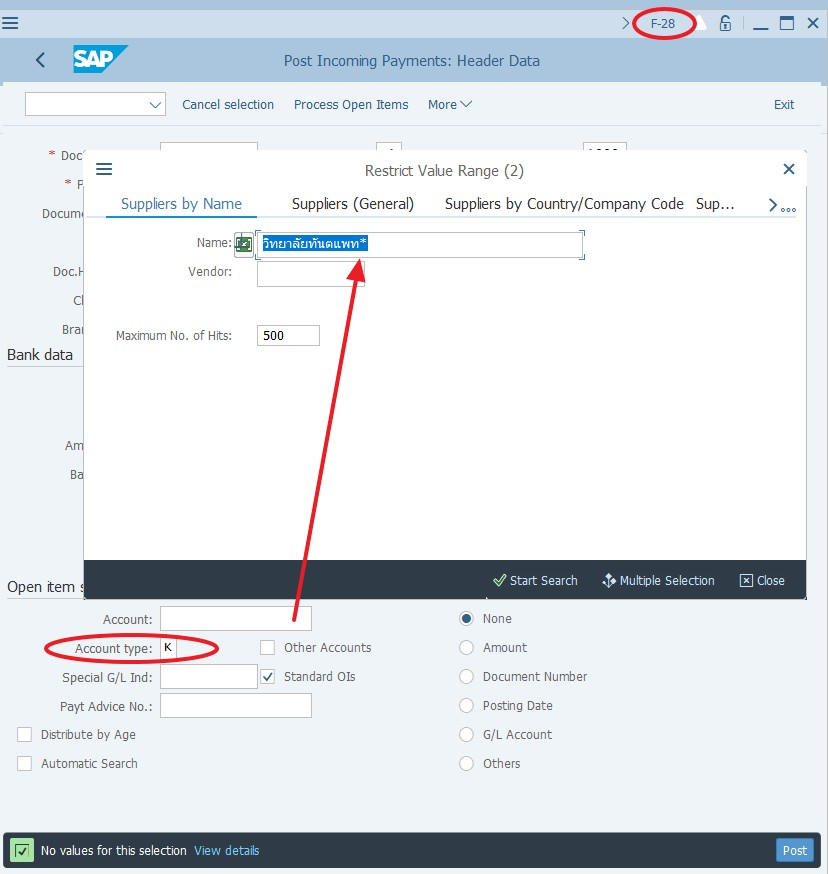 F-28
SAP
Post Incoming Payments: Header Data
Cancel selection Process Open Items More Exit
* Doc
Restrict Value Range (2)
Suppliers by Name Suppliers (General) Suppliers by Country/Company Code Sup...
Docume
Name: วิทยาลัยทันตแพท*
Doc.H
Vendor:
Bra
Maximum No. of Hits: 500
Bank data
Am
Ba
Start Search Multiple Selection Close
Open item s
Account: None
Account type: K Other Accounts Amount
Special G/L Ind: Standard OIs Document Number
Payt Advice No.: Posting Date
Distribute by Age G/L Account
Automatic Search Others
No values for this selection View details Post